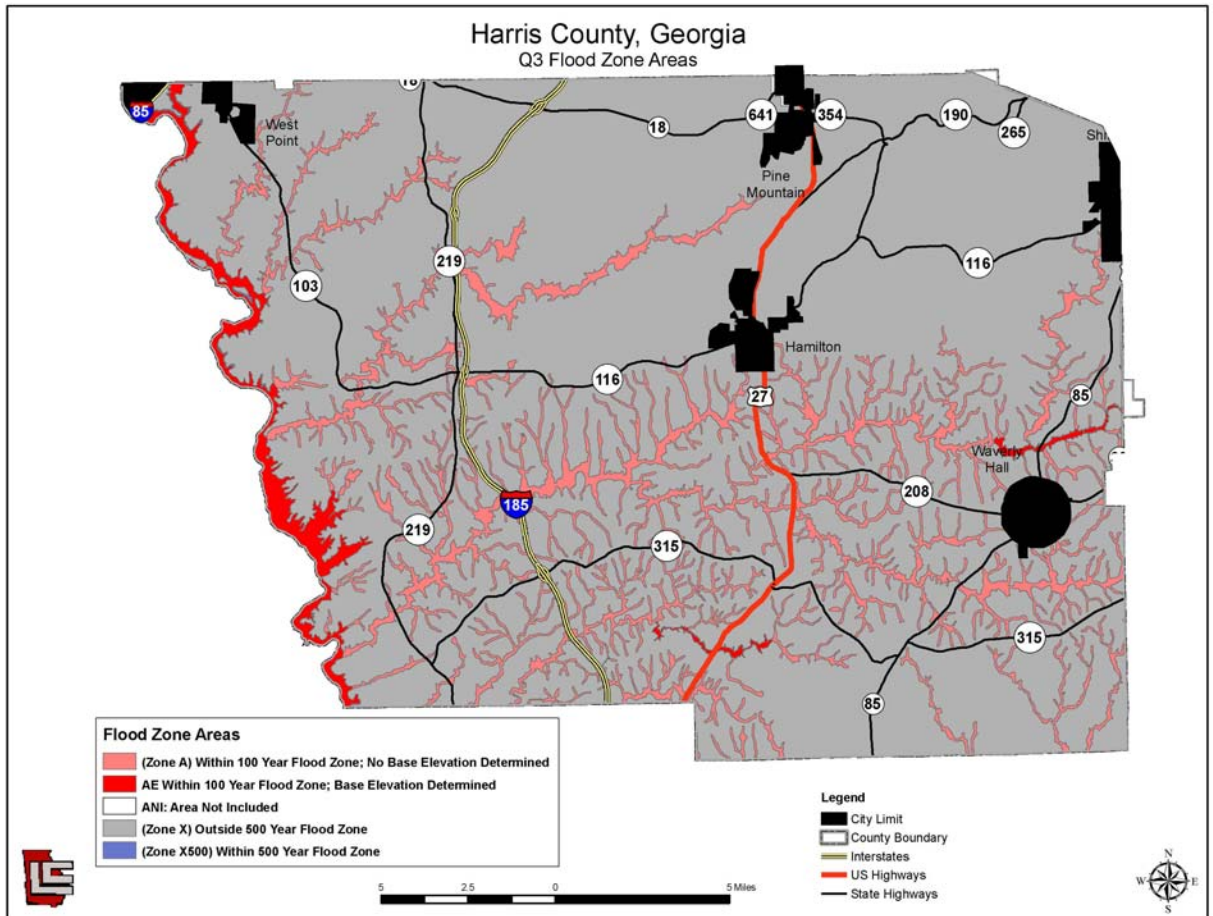 Harris County, Georgia
Q3 Flood Zone Areas
18
85
West
Point
641
354
190
18
265
Pine
Mountain
219
116
103
Hamilton
116
27
85
Waverly
Hall
208
185
219
315
315
85
Flood Zone Areas
(Zone A) Within 100 Year Flood Zone; No Base Elevation Determined
AE Within 100 Year Flood Zone; Base Elevation Determined
ANI: Area Not Included
(Zone X) Outside 500 Year Flood Zone
(Zone X500) Within 500 Year Flood Zone
Legend
City Limit
County Boundary
Interstates
US Highways
State Highways
5 2.5 0 5 Miles
N
W E
S